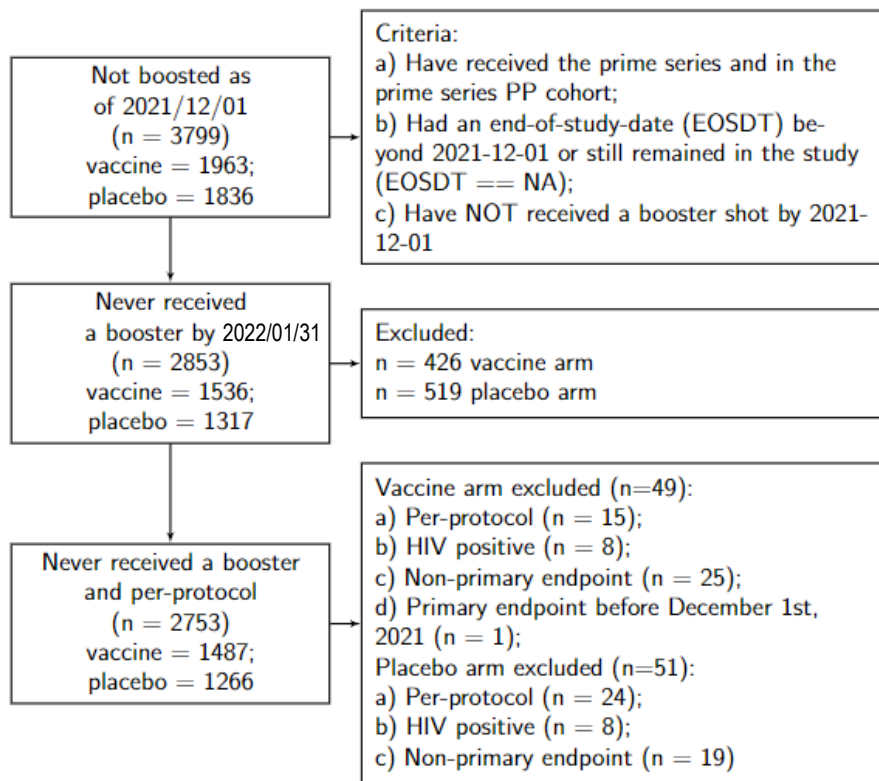 Not boosted as
of 2021/12/01
(n = 3799)
vaccine = 1963;
placebo = 1836
Criteria:
a) Have received the prime series and in the
prime series PP cohort;
b) Had an end-of-study-date (EOSDT) be-
yond 2021-12-01 or still remained in the study
(EOSDT == NA);
c) Have NOT received a booster shot by 2021-
12-01
Never received
a booster by 2022/01/31
(n = 2853)
vaccine = 1536;
placebo = 1317
Excluded:
n = 426 vaccine arm
n = 519 placebo arm
Never received a booster
and per-protocol
(n = 2753)
vaccine = 1487;
placebo = 1266
Vaccine arm excluded (n=49):
a) Per-protocol (n = 15);
b) HIV positive (n = 8);
c) Non-primary endpoint (n = 25);
d) Primary endpoint before December 1st,
2021 (n = 1);
Placebo arm excluded (n=51):
a) Per-protocol (n = 24);
b) HIV positive (n = 8);
c) Non-primary endpoint (n = 19)